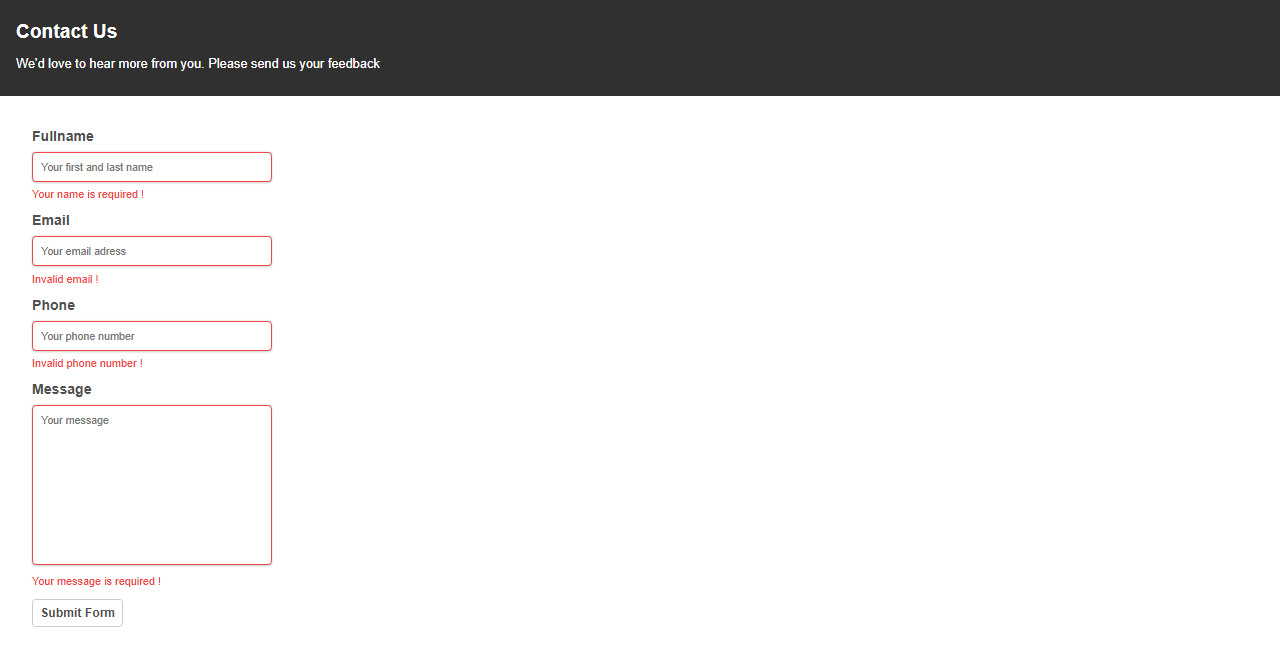 Contact Us
We'd love to hear more from you. Please send us your feedback
Fullname
Your first and last name
Your name is required !
Email
Your email adress
Invalid email !
Phone
Your phone number
Invalid phone number !
Message
Your message
Your message is required !
Submit Form